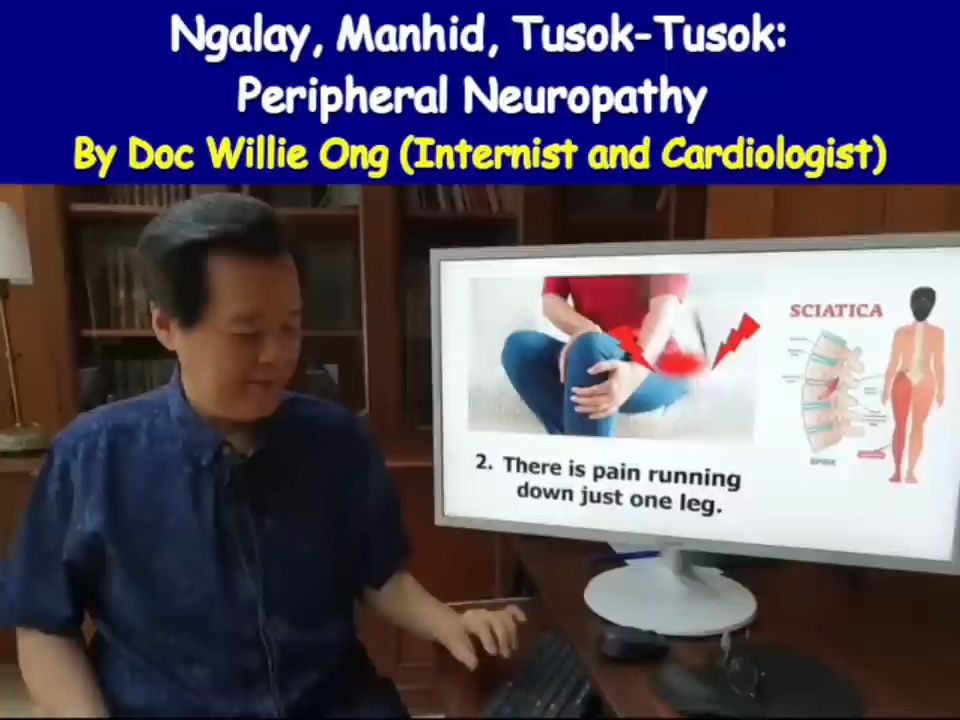 Ngalay, Manhid, Tusok-Tusok:
Peripheral Neuropathy
By Doc Willie Ong (Internist and Cardiologist)
SCIATICA
SPINE
2. There is pain running
down just one leg.